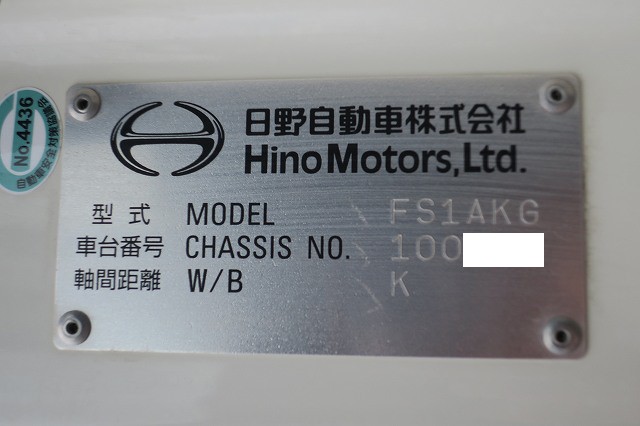 No.4436
日野自動車株式会社
Hino Motors, Ltd.
型式 MODEL FS1AKG
車台番号 CHASSIS NO. 100
軸間距離 W/B K